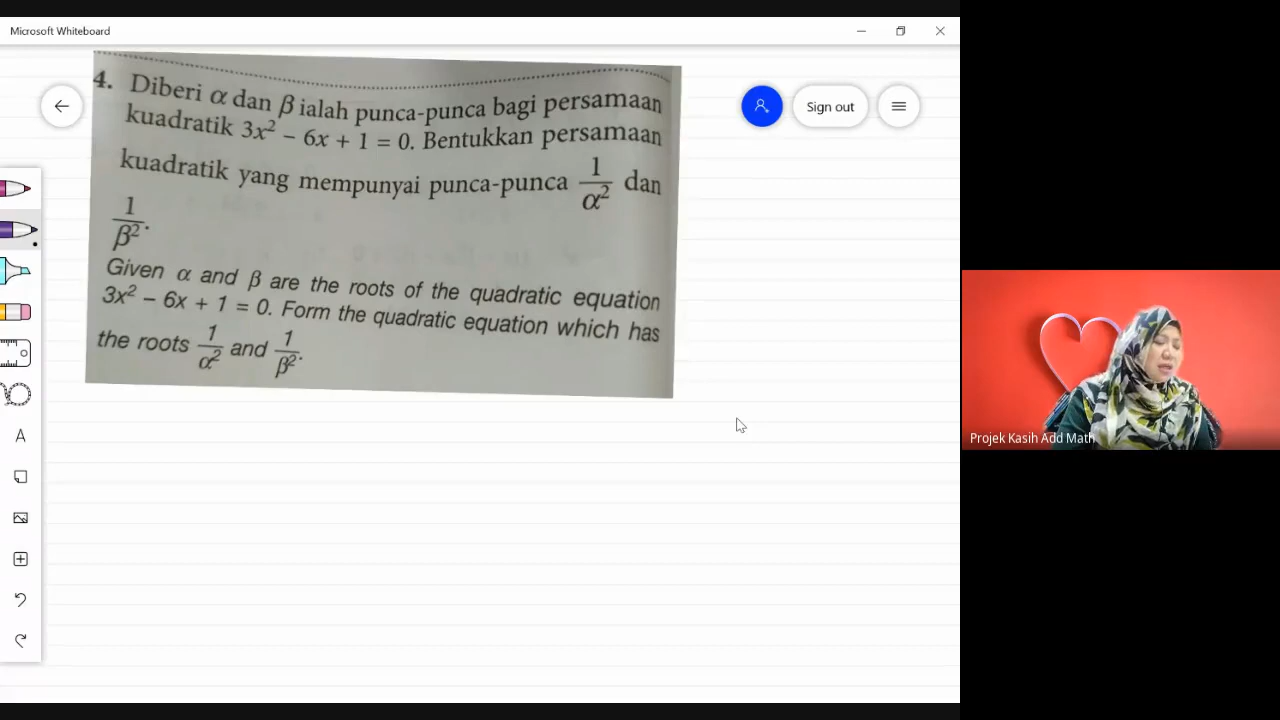 Microsoft Whiteboard
4. Diberi α dan β ialah punca-punca bagi persamaan
kuadratik 3x² − 6x + 1 = 0. Bentukkan persamaan
kuadratik yang mempunyai punca-punca 1/α² dan
1/β².
Given α and β are the roots of the quadratic equation
3x² − 6x + 1 = 0. Form the quadratic equation which has
the roots 1/α² and 1/β².
Sign out
A
Projek Kasih Add Math